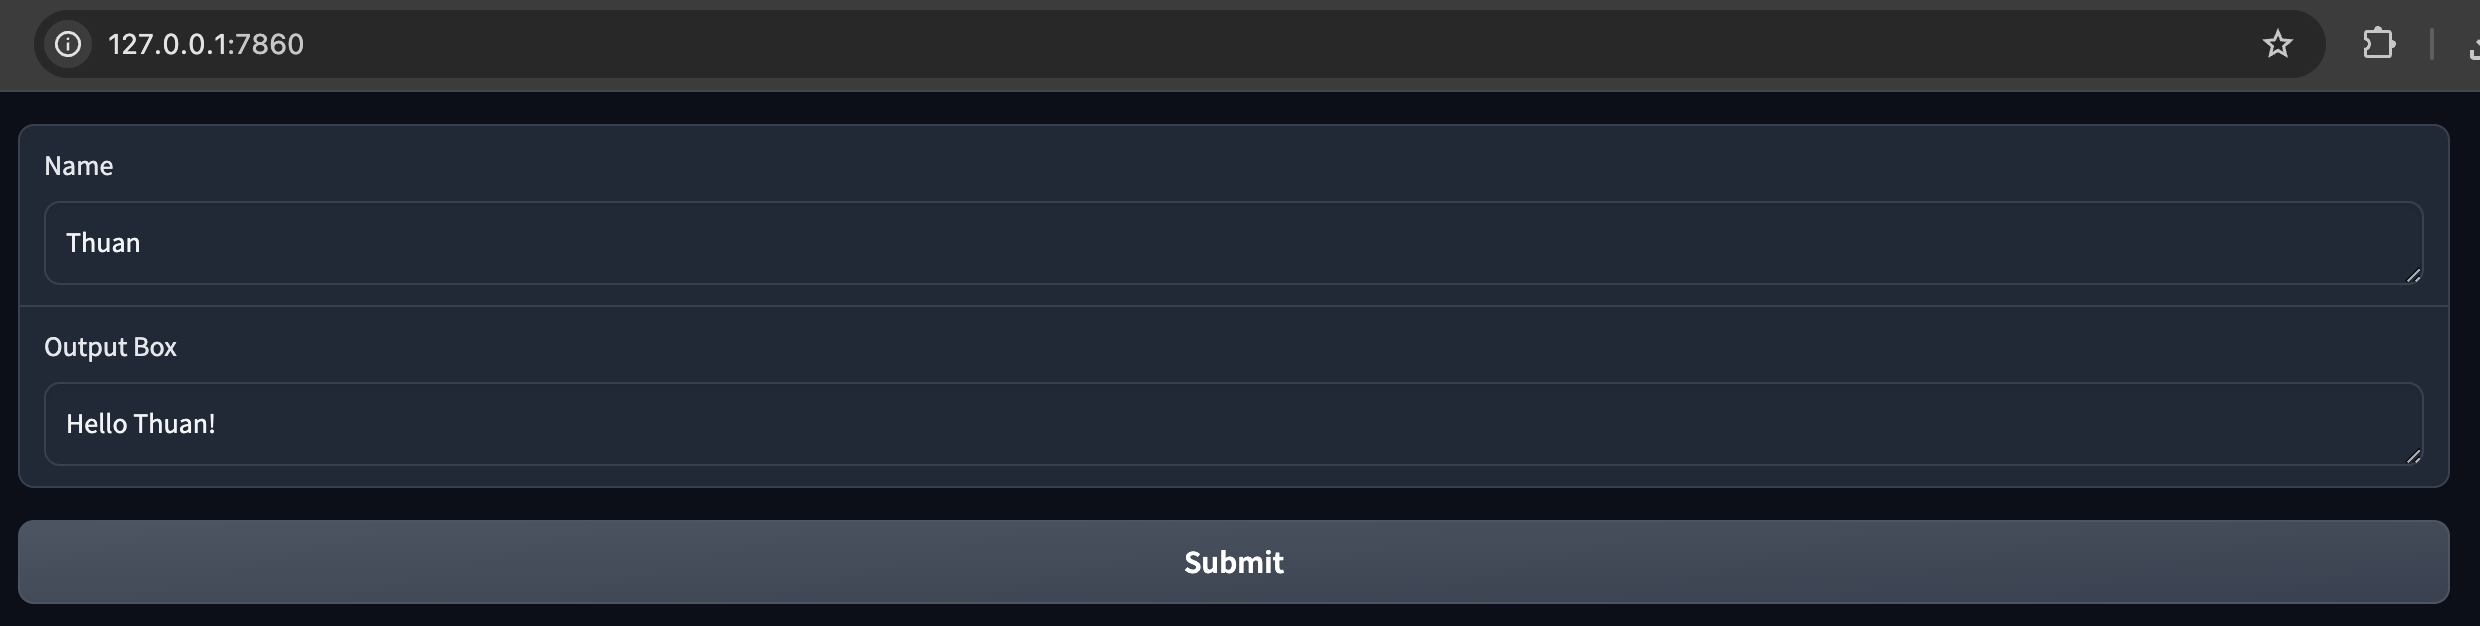 127.0.0.1:7860
Name
Thuan
Output Box
Hello Thuan!
Submit